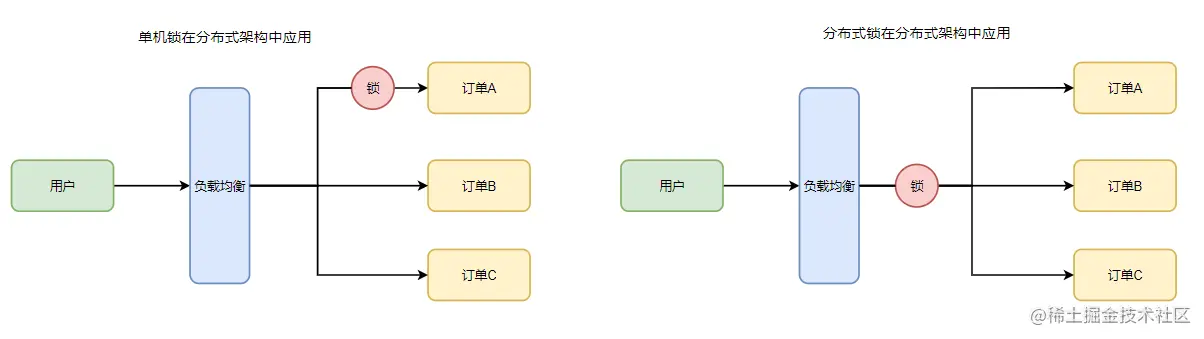 单机锁在分布式架构中应用
用户
负载均衡
锁
订单A
订单B
订单C
分布式锁在分布式架构中应用
用户
负载均衡
锁
订单A
订单B
订单C
@稀土掘金技术社区